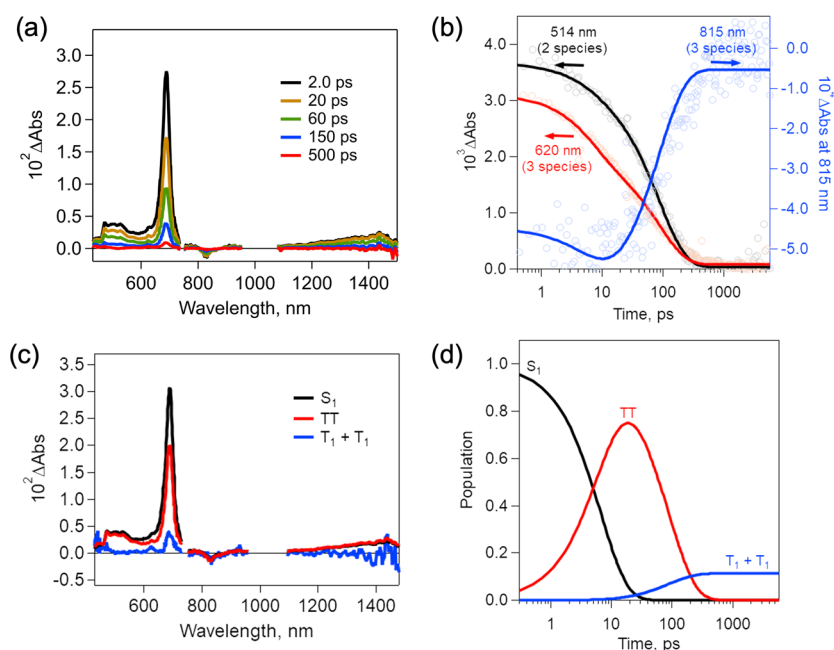 (a)
10²ΔAbs
3.0
2.5
2.0
1.5
1.0
0.5
0.0
2.0 ps
20 ps
60 ps
150 ps
500 ps
600 800 1000 1200 1400
Wavelength, nm
(b)
10³ΔAbs
4.0
3.0
2.0
1.0
0.0
514 nm
(2 species)
815 nm
(3 species)
620 nm
(3 species)
0.0
-1.0
-2.0
-3.0
-4.0
-5.0
10⁴ΔAbs at 815 nm
1 10 100 1000
Time, ps
(c)
10²ΔAbs
3.5
3.0
2.5
2.0
1.5
1.0
0.5
0.0
-0.5
S₁
TT
T₁ + T₁
600 800 1000 1200 1400
Wavelength, nm
(d)
Population
1.0
0.8
0.6
0.4
0.2
0.0
S₁
TT
T₁ + T₁
1 10 100 1000
Time, ps